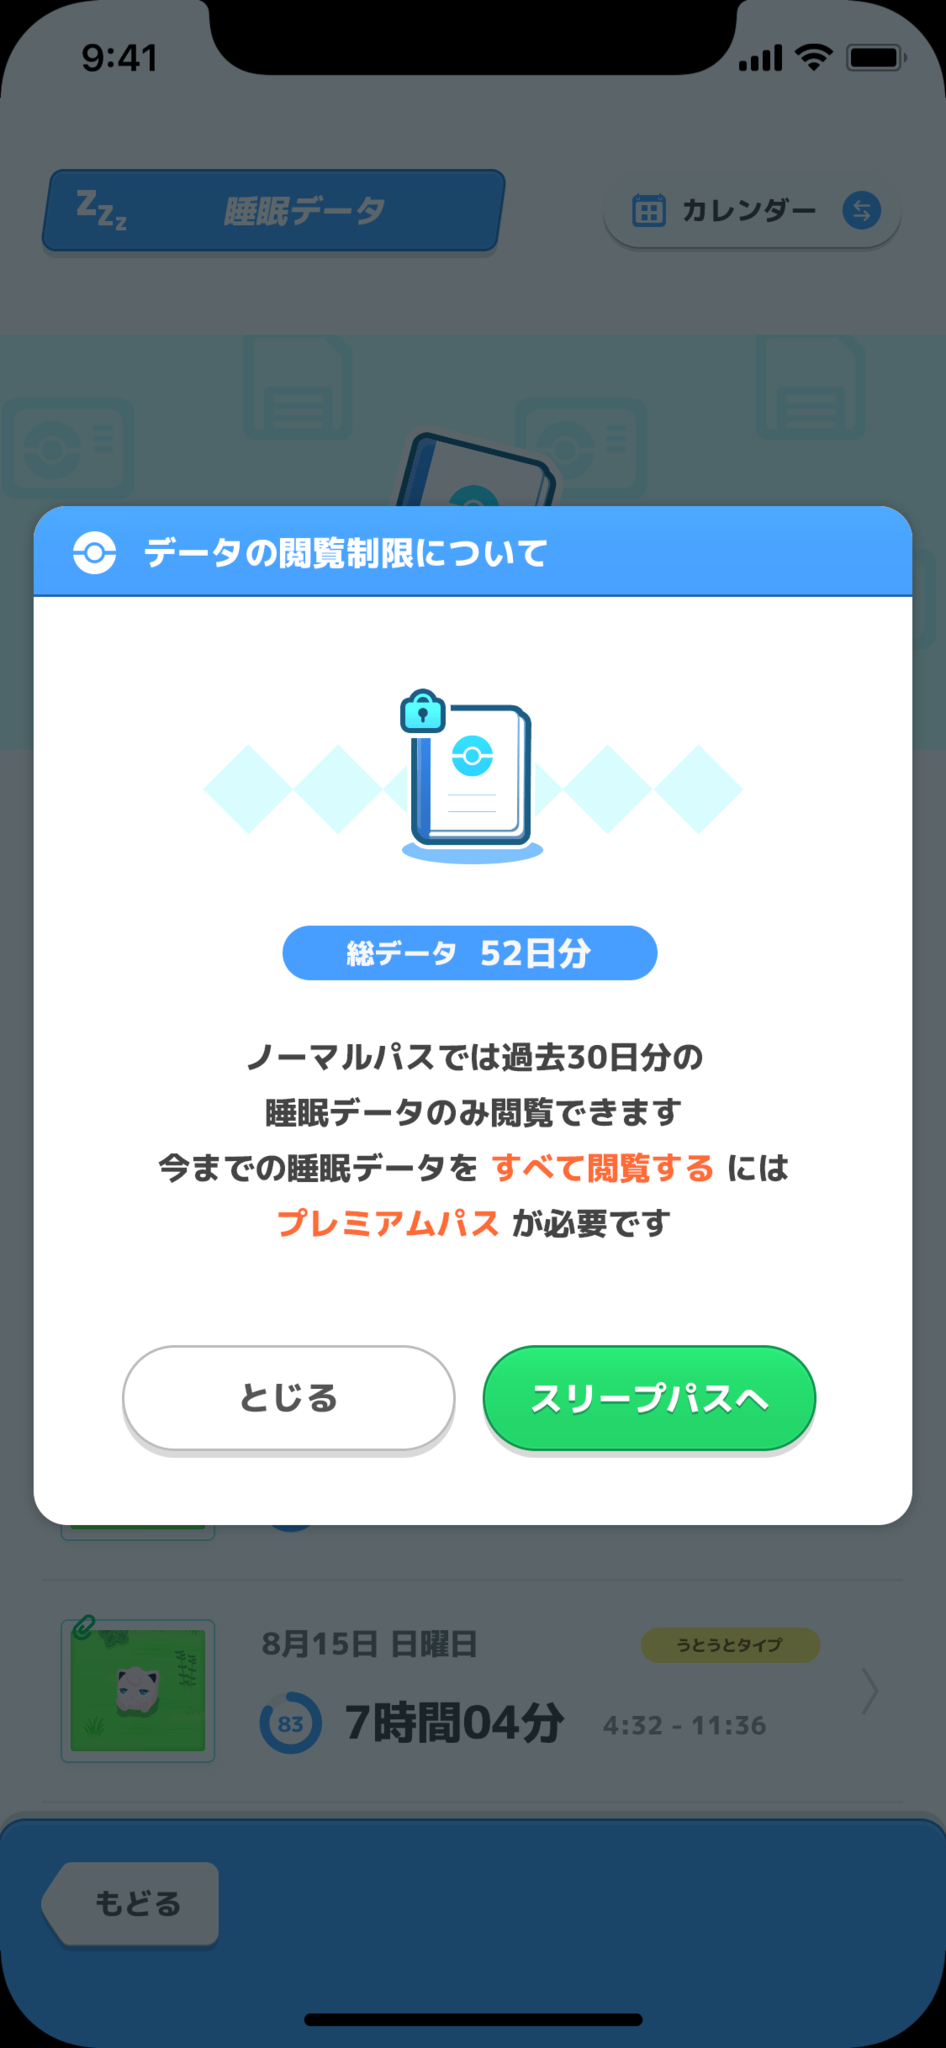 9:41
zzz 睡眠データ
カレンダー
データの閲覧制限について
総データ 52日分
ノーマルパスでは過去30日分の
睡眠データのみ閲覧できます
今までの睡眠データを すべて閲覧する には
プレミアムパス が必要です
とじる
スリープパスへ
8月15日 日曜日
うとうとタイプ
83
7時間04分
4:32 - 11:36
もどる